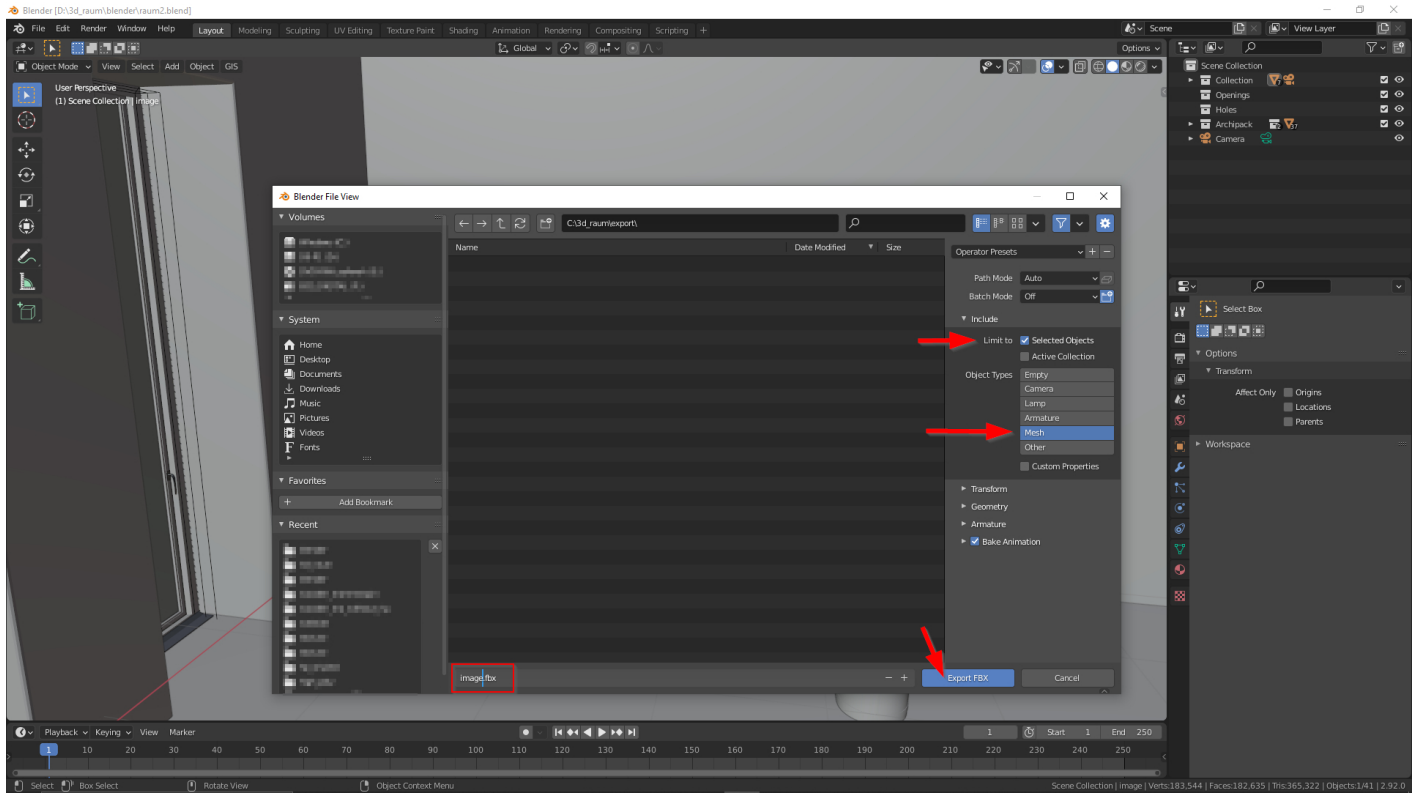 Blender [D:\3d_raum\blender\raum2.blend]
File Edit Render Window Help Layout Modeling Sculpting UV Editing Texture Paint Shading Animation Rendering Compositing Scripting + Scene View Layer
Global Options
Object Mode View Select Add Object GIS
User Perspective
(1) Scene Collection | image
Scene Collection
Collection
Openings
Holes
Archipack
Camera
Blender File View
Volumes
C:\3d_raum\export\
Name Date Modified Size
System
Home
Desktop
Documents
Downloads
Music
Pictures
Videos
Fonts
Favorites
Add Bookmark
Recent
Operator Presets
Path Mode Auto
Batch Mode Off
Include
Limit to Selected Objects
Active Collection
Object Types Empty
Camera
Lamp
Armature
Mesh
Other
Custom Properties
Transform
Geometry
Armature
Bake Animation
image.fbx Export FBX Cancel
Select Box
Options
Transform
Affect Only Origins
Locations
Parents
Workspace
Playback Keying View Marker 1 Start 1 End 250
1 10 20 30 40 50 60 70 80 90 100 110 120 130 140 150 160 170 180 190 200 210 220 230 240 250
Select Box Select Rotate View Object Context Menu Scene Collection | image | Verts:183,544 | Faces:182,635 | Tris:365,322 | Objects:1/41 | 2.92.0